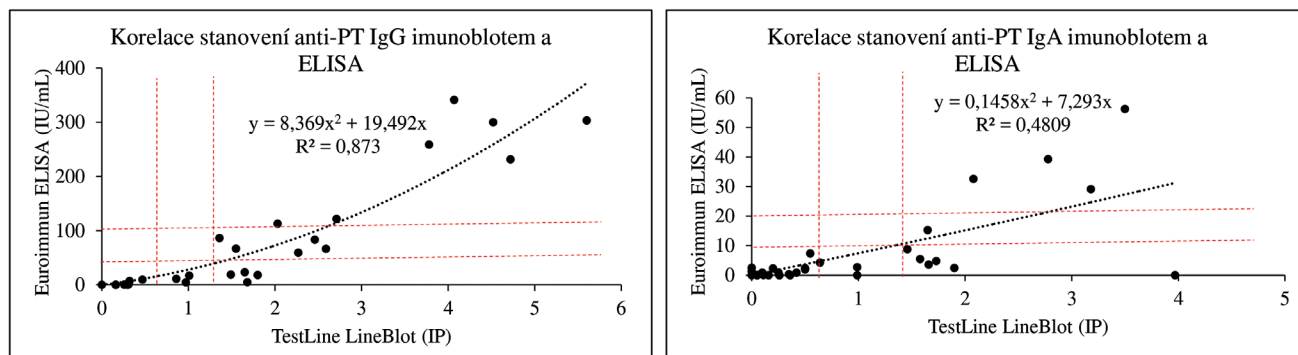 Korelace stanovení anti-PT IgG imunoblotem a
ELISA
400
300
200
100
0
Euroimmun ELISA (IU/mL)
y = 8,369x² + 19,492x
R² = 0,873
0 1 2 3 4 5 6
TestLine LineBlot (IP)
Korelace stanovení anti-PT IgA imunoblotem a
ELISA
60
50
40
30
20
10
0
Euroimmun ELISA (IU/mL)
y = 0,1458x² + 7,293x
R² = 0,4809
0 1 2 3 4 5
TestLine LineBlot (IP)